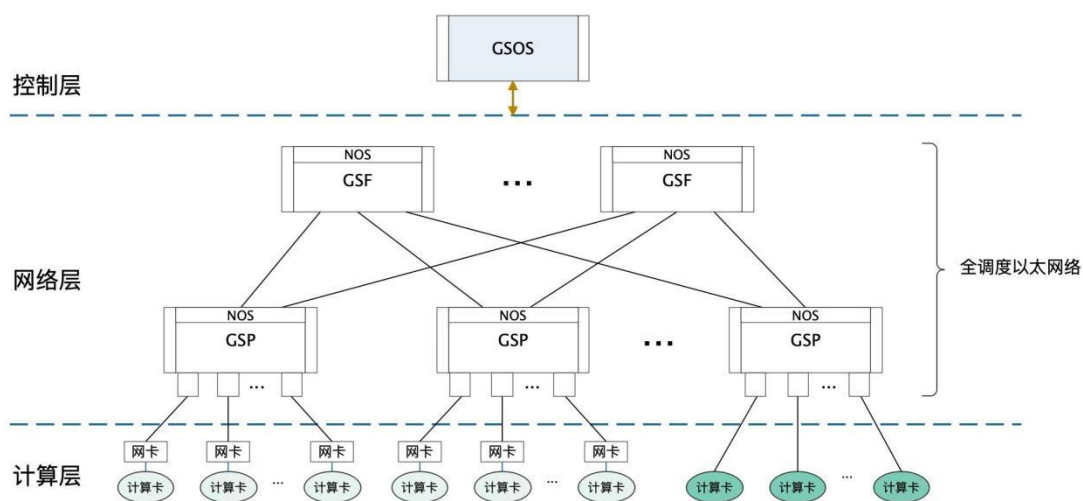 GSOS
控制层
NOS
GSF
...
NOS
GSF
网络层
全调度以太网络
NOS
GSP
...
NOS
GSP
...
...
NOS
GSP
...
网卡
网卡
网卡
网卡
网卡
网卡
计算层
计算卡
计算卡
...
计算卡
计算卡
计算卡
...
计算卡
计算卡
计算卡
...
计算卡